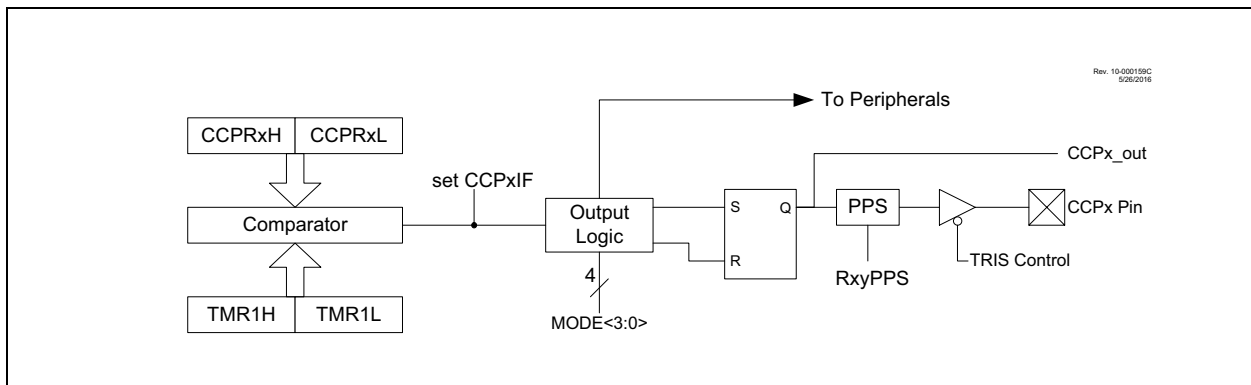 Rev. 10-000159C
5/26/2016
To Peripherals
CCPRxH CCPRxL
CCPx_out
set CCPxIF
S Q
PPS
CCPx Pin
Comparator
Output
Logic
R
TRIS Control
4
RxyPPS
TMR1H TMR1L
MODE<3:0>